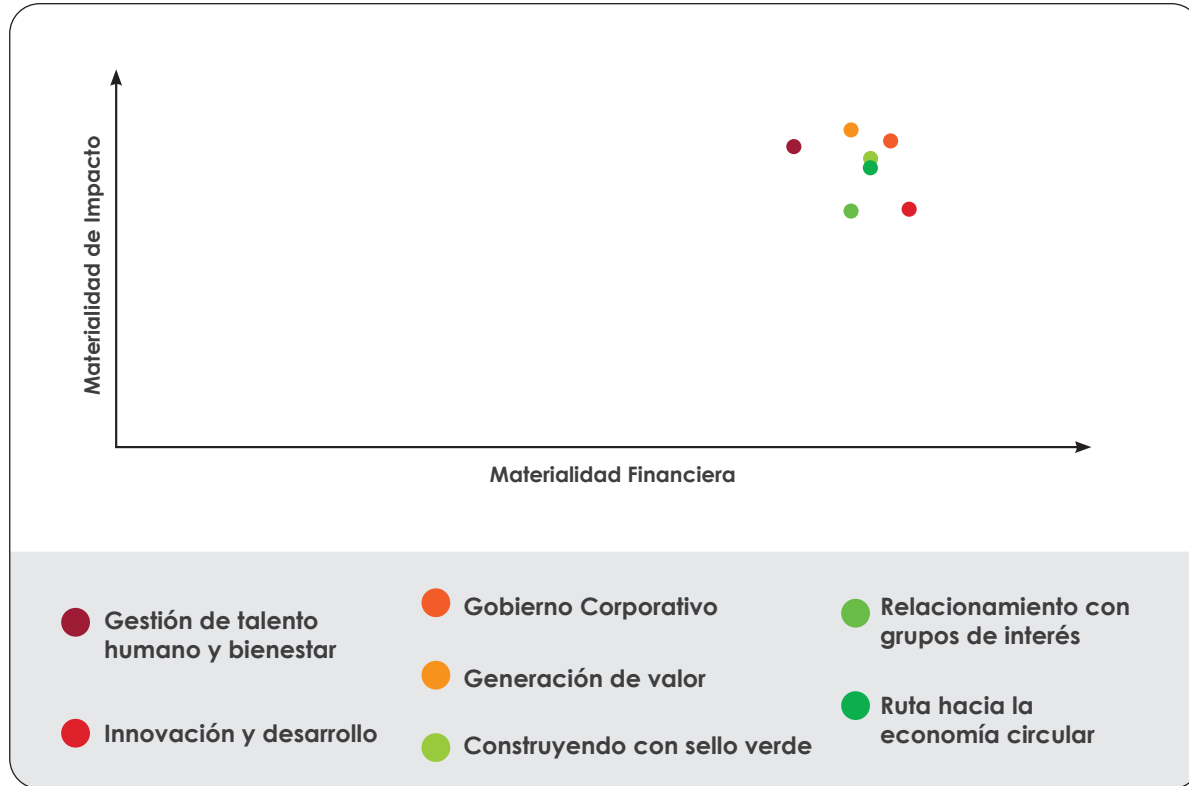 Materialidad de Impacto
Materialidad Financiera
Gestión de talento
humano y bienestar
Innovación y desarrollo
Gobierno Corporativo
Generación de valor
Construyendo con sello verde
Relacionamiento con
grupos de interés
Ruta hacia la
economía circular